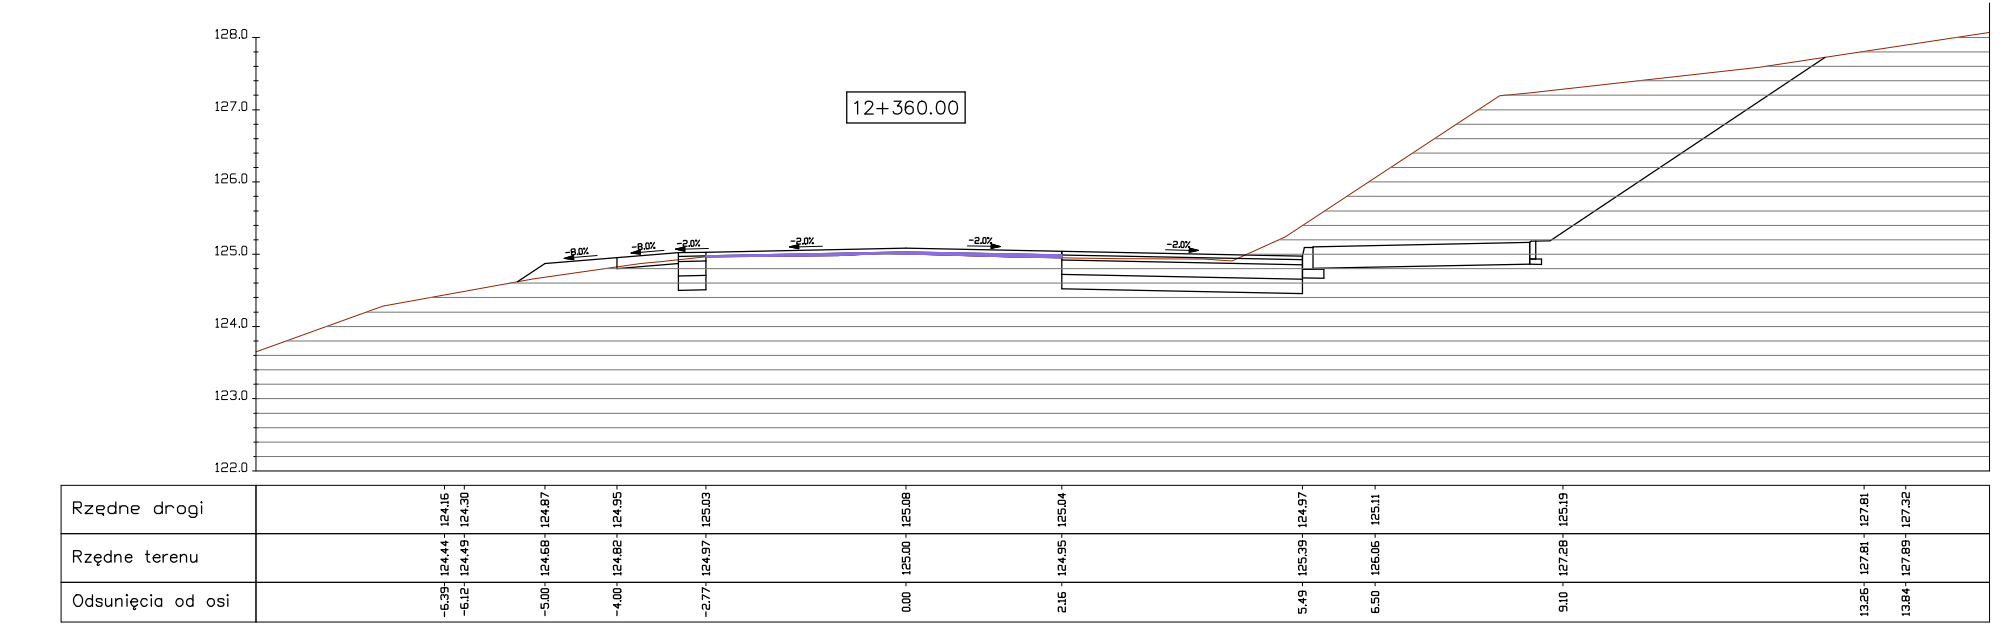 128.0
12+360.00
127.0
126.0
-8.0% -8.0% -2.0% -2.0% -2.0% -2.0%
125.0
124.0
123.0
122.0
Rzędne drogi 124.16 124.30 124.87 124.95 125.03 125.08 125.04 124.97 125.11 125.19 127.81 127.32
Rzędne terenu 124.44 124.49 124.68 124.82 124.97 125.00 124.95 125.39 126.06 127.28 127.81 127.89
Odsunięcia od osi -6.39 -6.12 -5.00 -4.00 -2.77 0.00 2.16 5.49 6.50 9.10 13.26 13.84